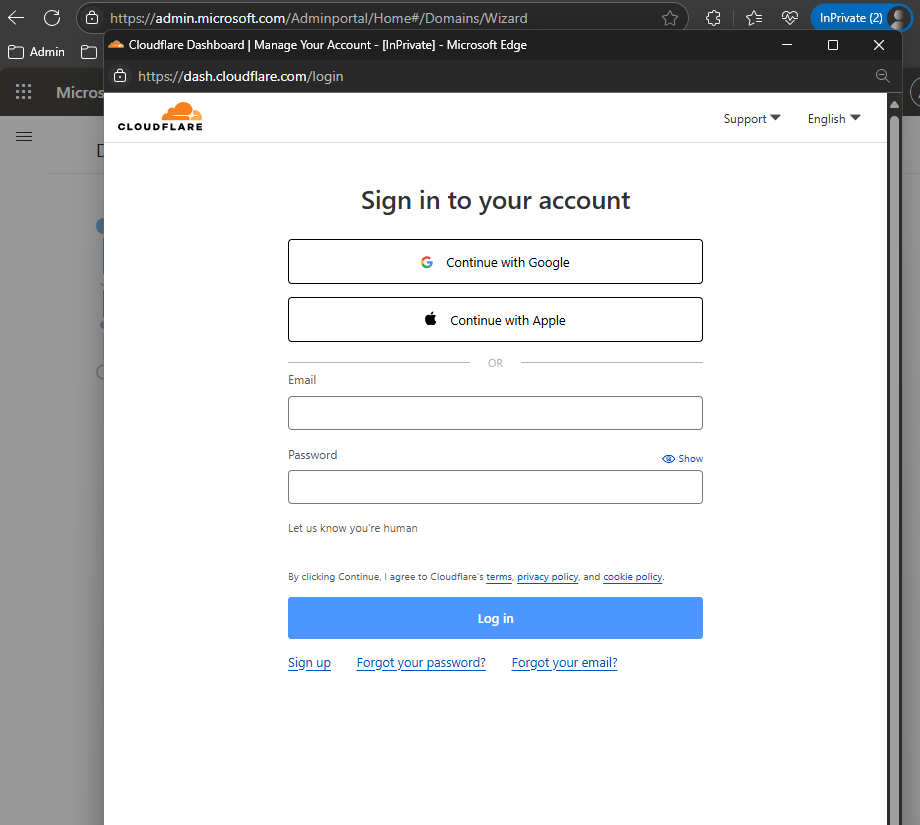 https://admin.microsoft.com/Adminportal/Home#/Domains/Wizard
InPrivate (2)
Admin
Cloudflare Dashboard | Manage Your Account - [InPrivate] - Microsoft Edge
https://dash.cloudflare.com/login
Micros
CLOUDFLARE
Support
English
Sign in to your account
Continue with Google
Continue with Apple
OR
Email
Password
Show
Let us know you're human
By clicking Continue, I agree to Cloudflare's terms, privacy policy, and cookie policy.
Log in
Sign up
Forgot your password?
Forgot your email?